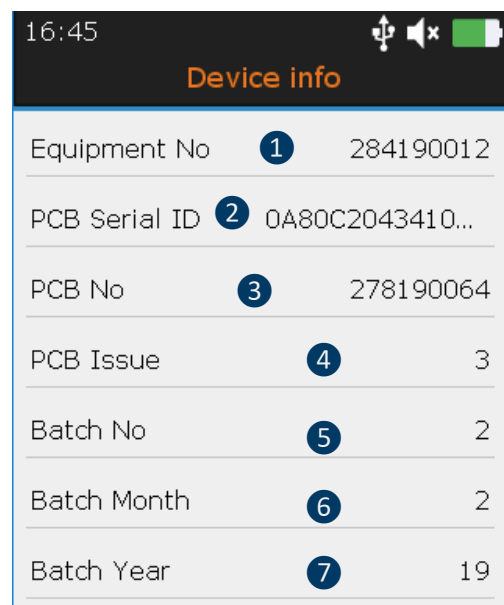 16:45
Device info
Equipment No 1 284190012
PCB Serial ID 2 0A80C2043410...
PCB No 3 278190064
PCB Issue 4 3
Batch No 5 2
Batch Month 6 2
Batch Year 7 19